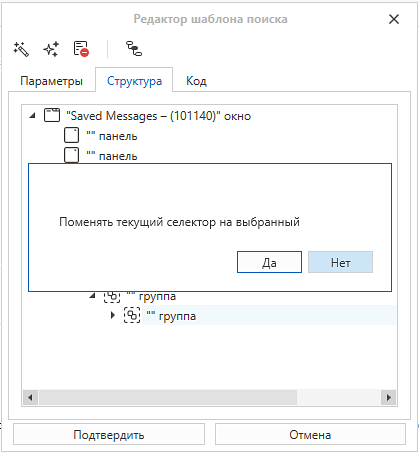 Редактор шаблона поиска
Параметры
Структура
Код
"Saved Messages – (101140)" окно
"" панель
"" панель
Поменять текущий селектор на выбранный
Да
Нет
"" группа
"" группа
Подтвердить
Отмена